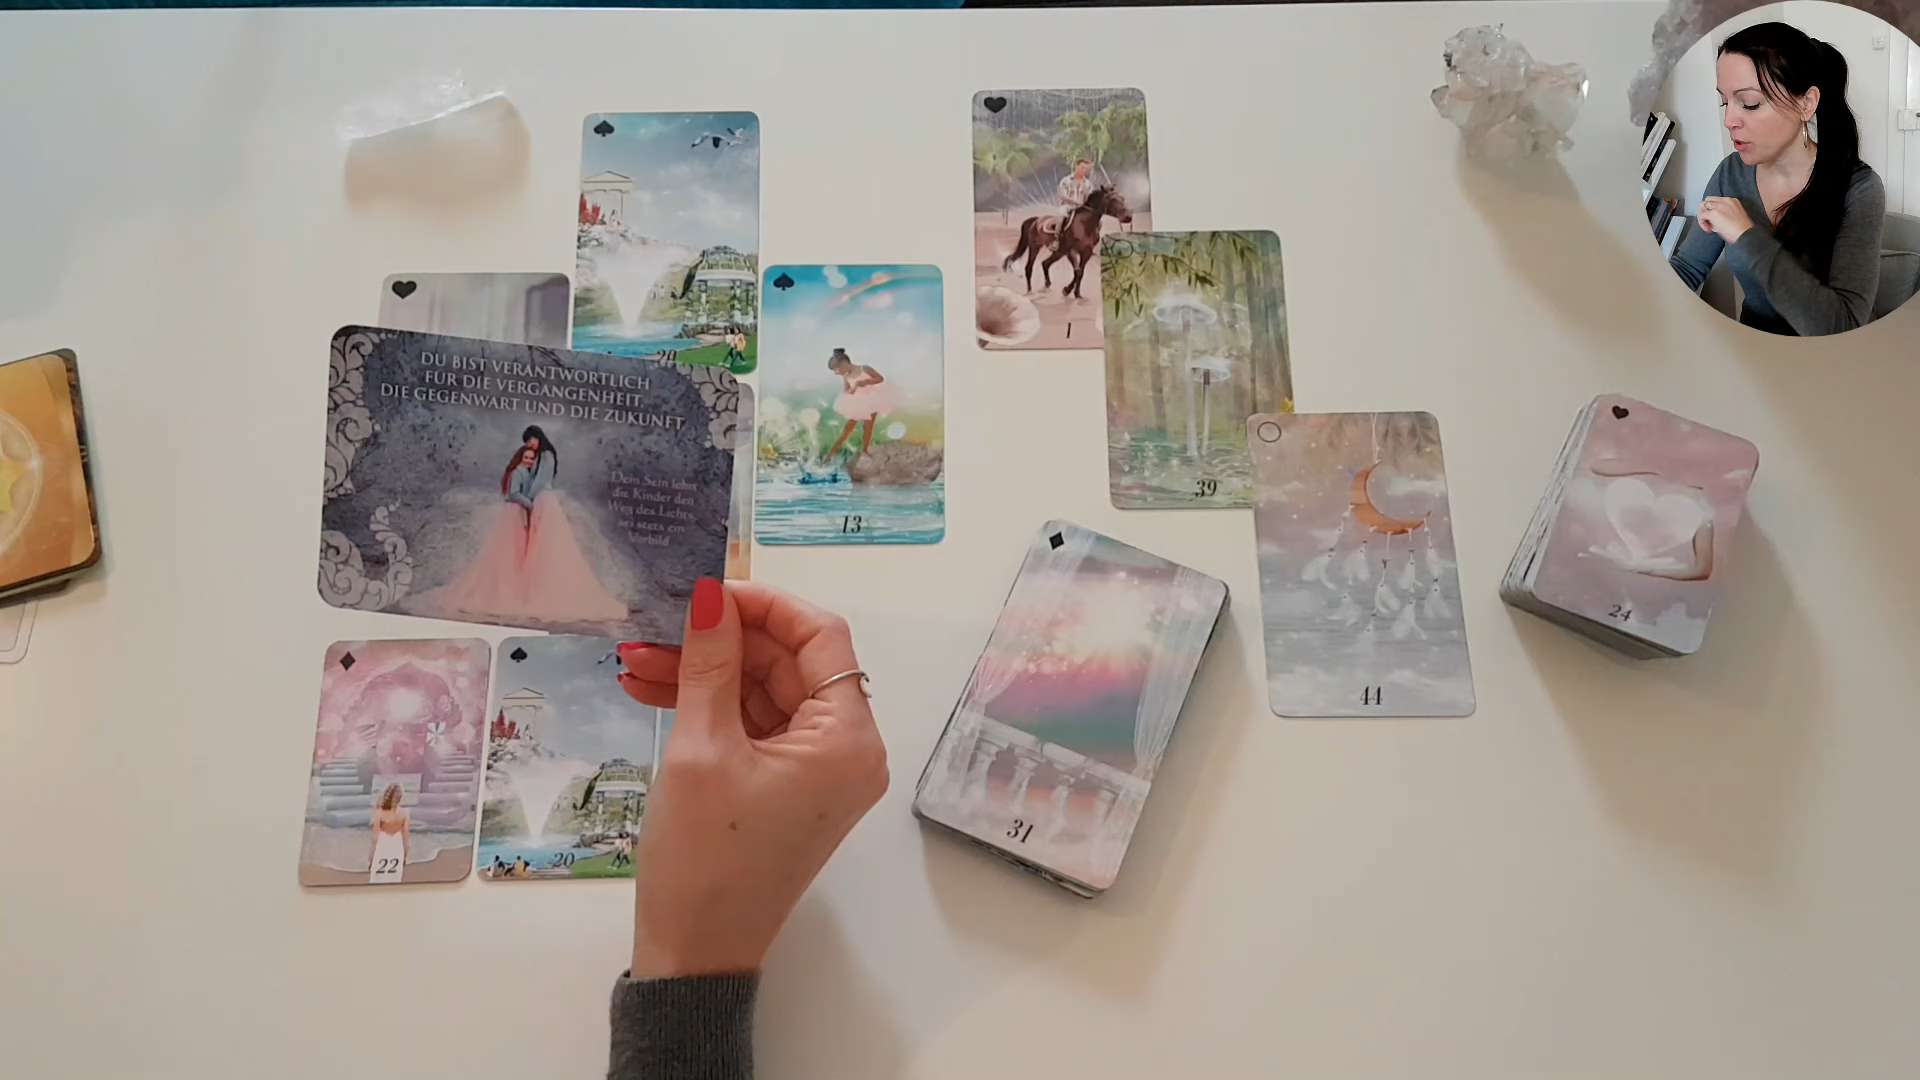 DU BIST VERANTWORTLICH
FÜR DIE VERGANGENHEIT,
DIE GEGENWART UND DIE ZUKUNFT
Dein Sein lehrt
die Kinder den
Weg des Lichts,
sei stets ein
Vorbild
20
13
1
39
44
24
31
22
20